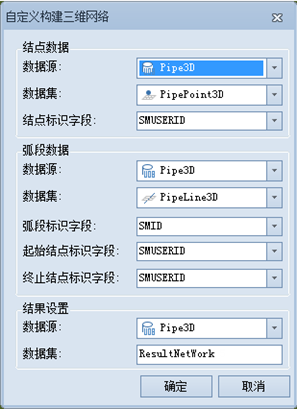 自定义构建三维网络
结点数据
数据源: Pipe3D
数据集: PipePoint3D
结点标识字段: SMUSERID
弧段数据
数据源: Pipe3D
数据集: PipeLine3D
弧段标识字段: SMID
起始结点标识字段: SMUSERID
终止结点标识字段: SMUSERID
结果设置
数据源: Pipe3D
数据集: ResultNetWork
确定 取消